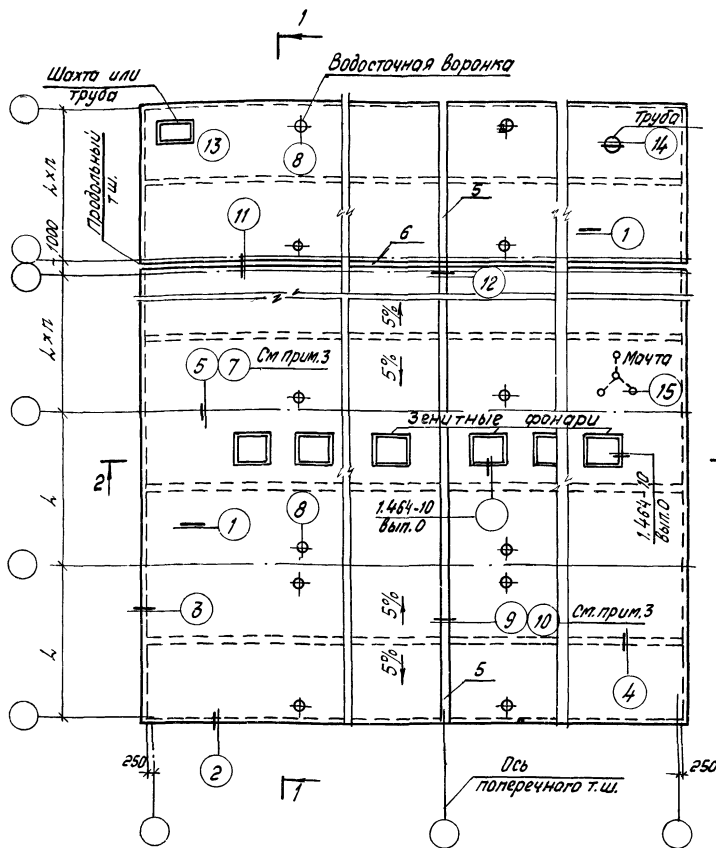 1
Шахта или
труба
Водосточная воронка
13
8
Труба
14
L×n
Продольный
т.ш.
5
11
6
1
1000
12
L×n
5%
5%
5
7
См.прим.3
Мачта
15
Зенитные фонари
2
L
1.464-10
Вып.0
1.464-10
Вып.0
8
1
3
5%
9
10
См.прим.3
L
5%
5
4
250
2
1
Ось
поперечного т.ш.
250